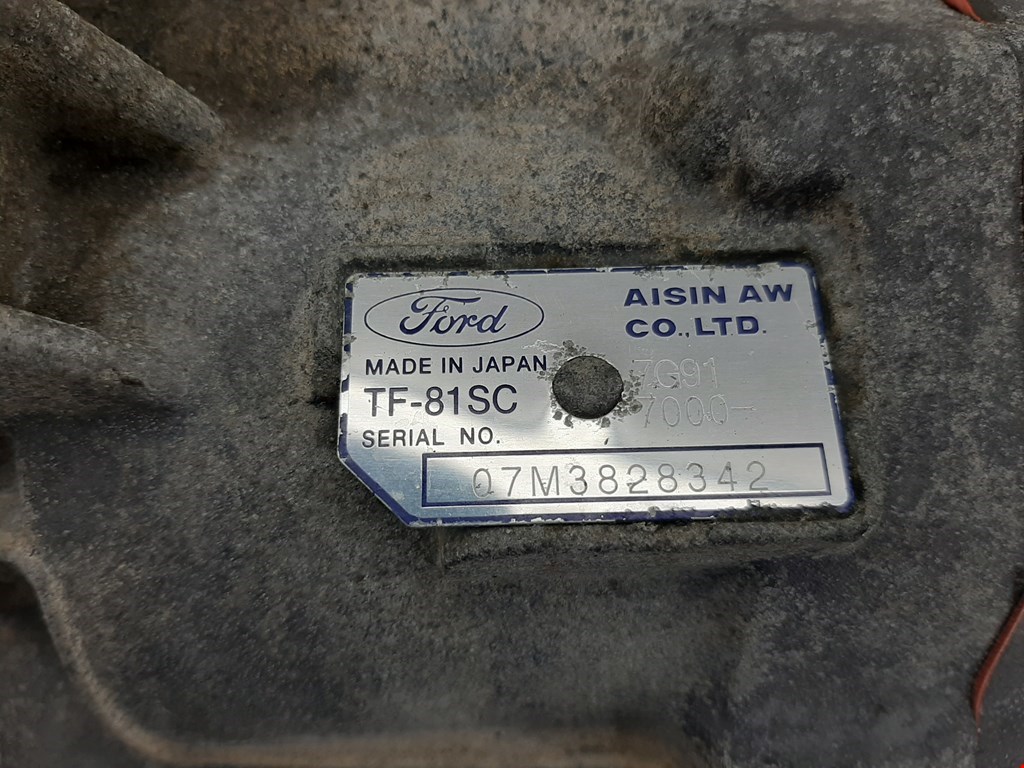 Ford
AISIN AW
CO.,LTD.
MADE IN JAPAN
7G91
TF-81SC
7000-
SERIAL NO.
07M3828342